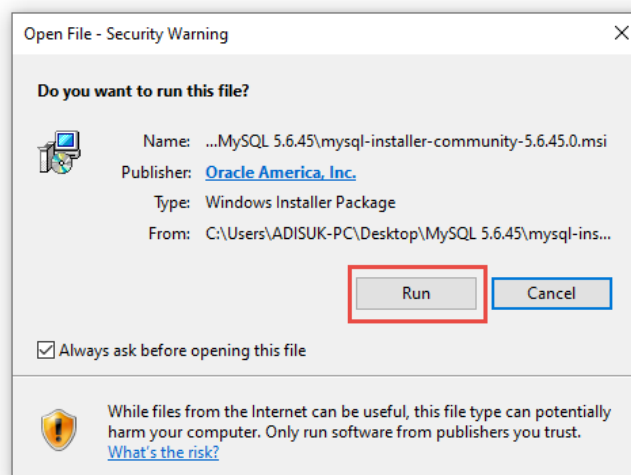 Open File - Security Warning
Do you want to run this file?
Name: ...MySQL 5.6.45\mysql-installer-community-5.6.45.0.msi
Publisher: Oracle America, Inc.
Type: Windows Installer Package
From: C:\Users\ADISUK-PC\Desktop\MySQL 5.6.45\mysql-ins...
Run Cancel
Always ask before opening this file
While files from the Internet can be useful, this file type can potentially
harm your computer. Only run software from publishers you trust.
What's the risk?